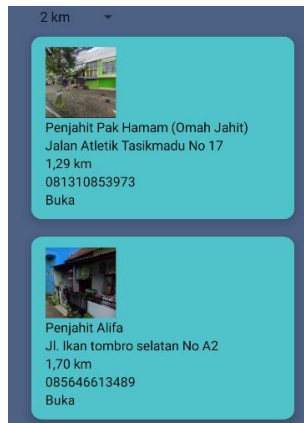 2 km
Penjahit Pak Hamam (Omah Jahit)
Jalan Atletik Tasikmadu No 17
1,29 km
081310853973
Buka
Penjahit Alifa
Jl. Ikan tombro selatan No A2
1,70 km
085646613489
Buka